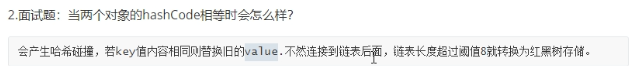 2.面试题：当两个对象的hashCode相等时会怎么样？
会产生哈希碰撞，若key值内容相同则替换旧的value.不然连接到链表后面，链表长度超过阈值8就转换为红黑树存储。